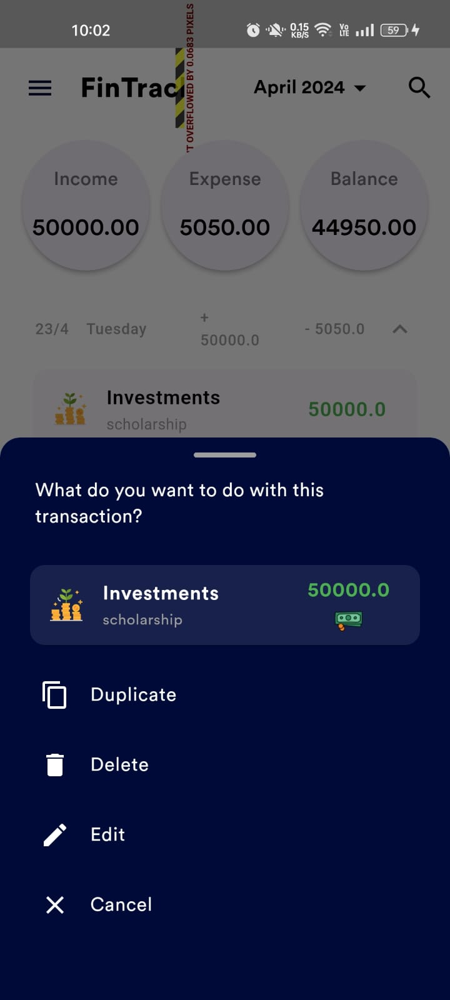 10:02
0.15
KB/S
Vo
LTE
59
FinTrac
OVERFLOWED BY 0.0683 PIXELS
April 2024
Income
Expense
Balance
50000.00
5050.00
44950.00
23/4 Tuesday
+
50000.0
- 5050.0
Investments
scholarship
50000.0
What do you want to do with this
transaction?
Investments
scholarship
50000.0
Duplicate
Delete
Edit
Cancel